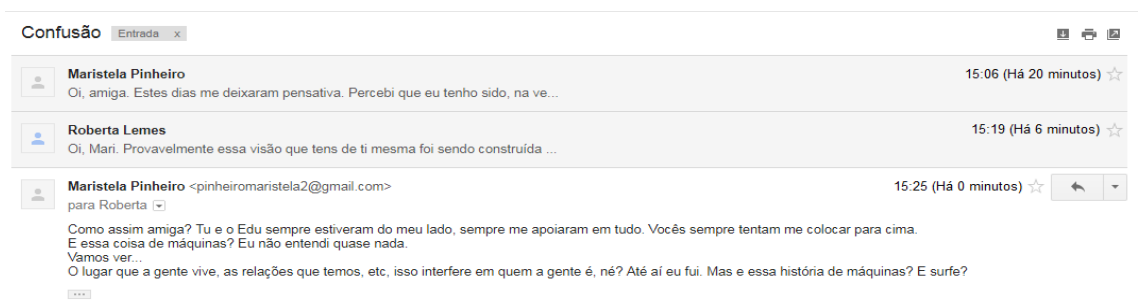 Confusão Entrada x
Maristela Pinheiro 15:06 (Há 20 minutos)
Oi, amiga. Estes dias me deixaram pensativa. Percebi que eu tenho sido, na ve...
Roberta Lemes 15:19 (Há 6 minutos)
Oi, Mari. Provavelmente essa visão que tens de ti mesma foi sendo construída ...
Maristela Pinheiro <pinheiromaristela2@gmail.com> 15:25 (Há 0 minutos)
para Roberta
Como assim amiga? Tu e o Edu sempre estiveram do meu lado, sempre me apoiaram em tudo. Vocês sempre tentam me colocar para cima.
E essa coisa de máquinas? Eu não entendi quase nada.
Vamos ver...
O lugar que a gente vive, as relações que temos, etc, isso interfere em quem a gente é, né? Até aí eu fui. Mas e essa história de máquinas? E surfe?